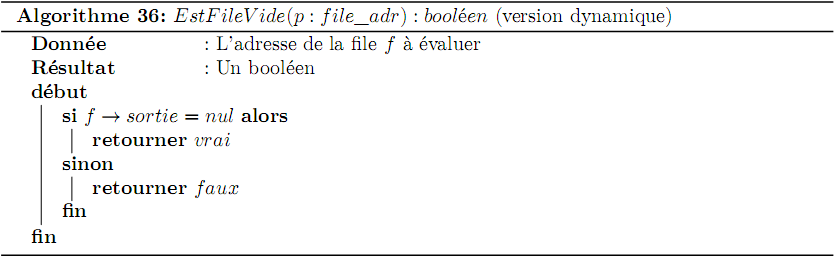 Algorithme 36: EstFileVide(p : file_adr) : booléen (version dynamique)
Donnée : L'adresse de la file f à évaluer
Résultat : Un booléen
début
si f → sortie = nul alors
retourner vrai
sinon
retourner faux
fin
fin